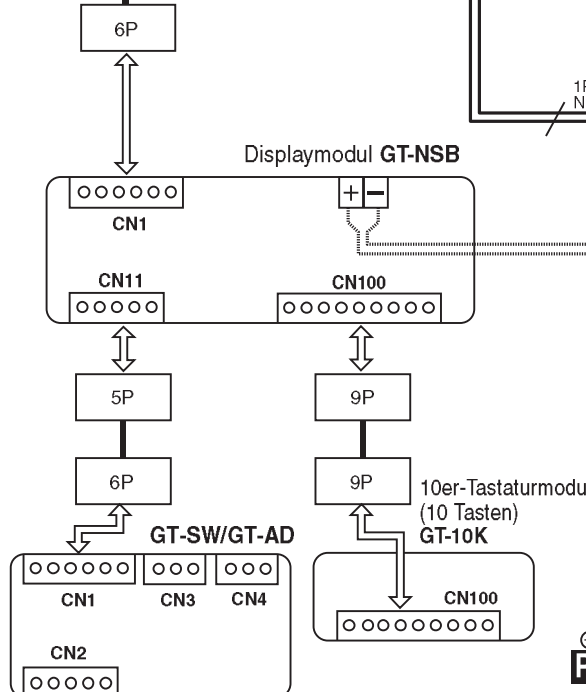 6P
1P
N
Displaymodul GT-NSB
+ −
CN1
CN11
CN100
5P
9P
6P
9P
10er-Tastaturmodu
(10 Tasten)
GT-10K
GT-SW/GT-AD
CN1
CN3
CN4
CN100
CN2